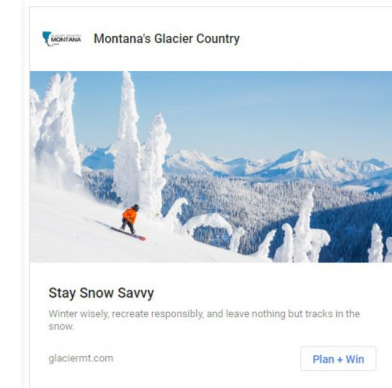 MONTANA
Montana's Glacier Country
Stay Snow Savvy
Winter wisely, recreate responsibly, and leave nothing but tracks in the
snow.
glaciermt.com
Plan + Win